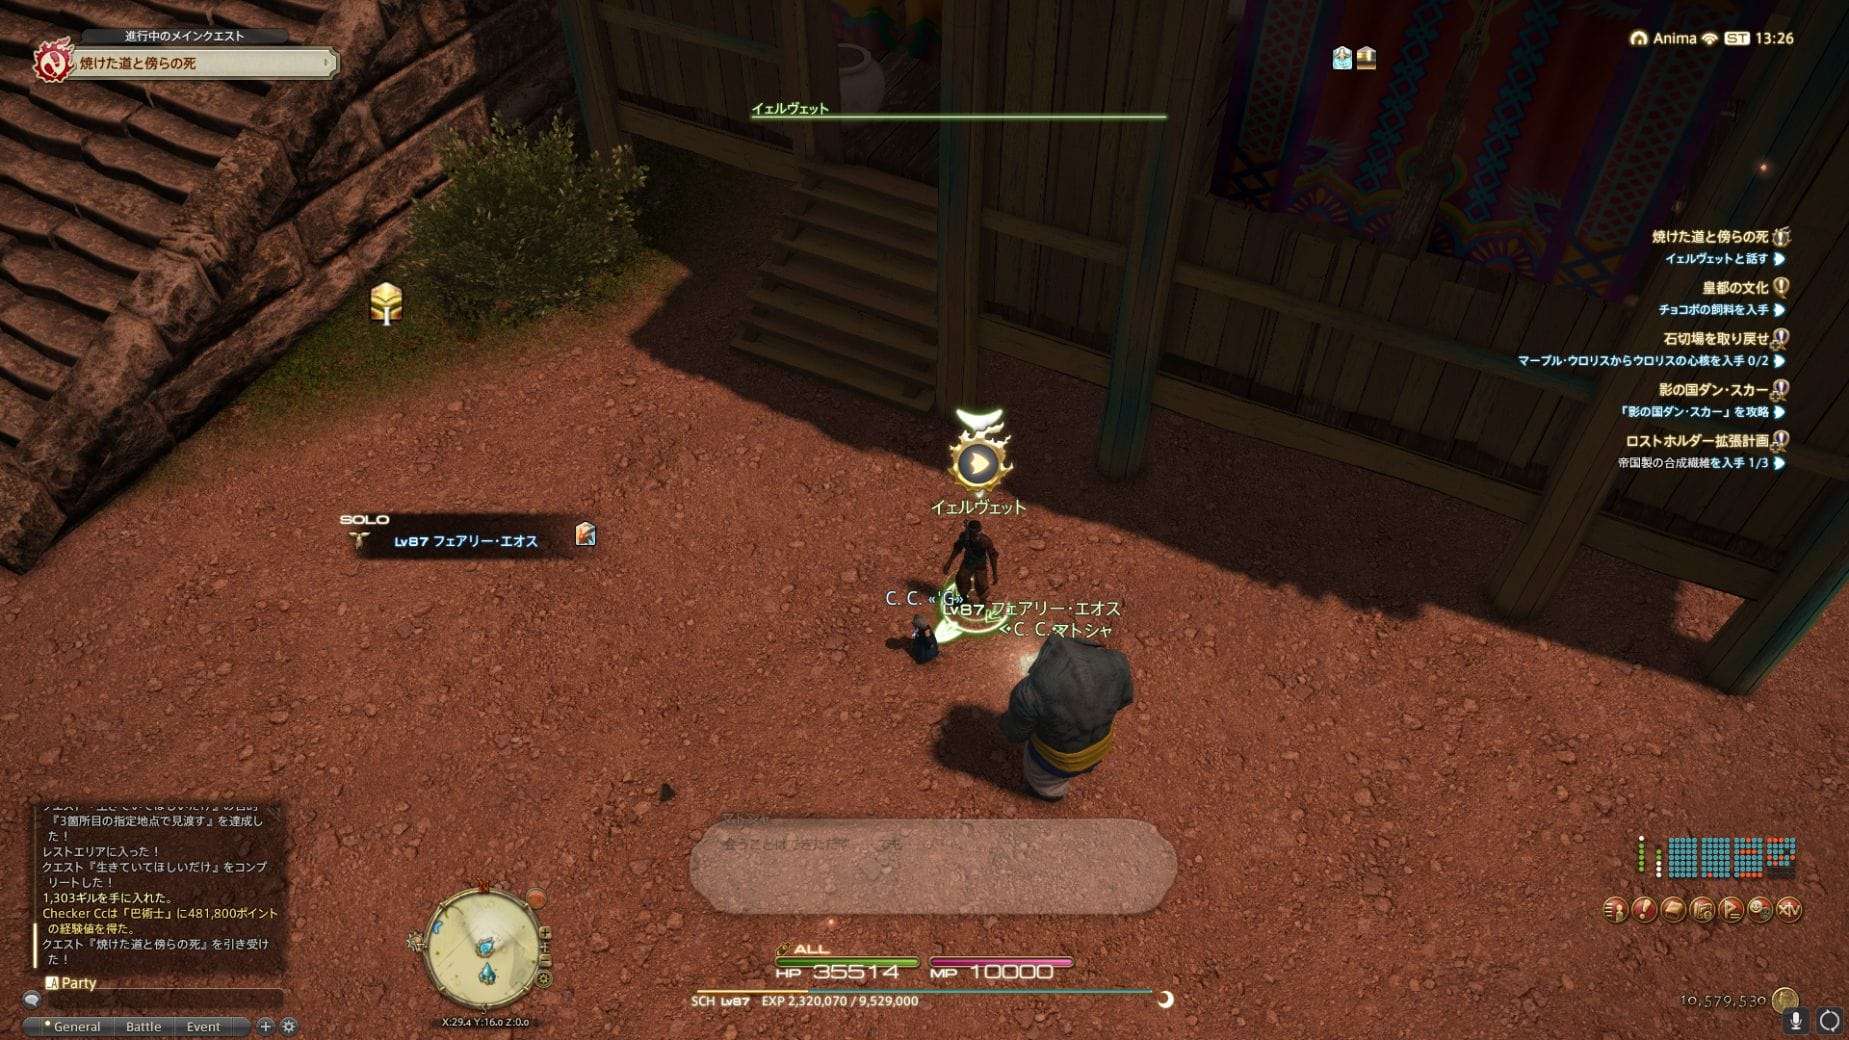 進行中のメインクエスト
焼けた道と傍らの死
イェルヴェット
Anima ST 13:26
焼けた道と傍らの死
イェルヴェットと話す
皇都の文化
チョコボの飼料を入手
石切場を取り戻せ
マーブル・ウロリスからウロリスの心核を入手 0/2
影の国ダン・スカー
「影の国ダン・スカー」を攻略
ロストホルダー拡張計画
帝国製の合成繊維を入手 1/3
SOLO
Lv87 フェアリー・エオス
イェルヴェット
C. C. «'G»
Lv87 フェアリー・エオス
«C. C.»
マトシャ
『3箇所目の指定地点で見渡す』を達成し
た！
レストエリアに入った！
クエスト『生きていてほしいだけ』をコンプ
リートした！
1,303ギルを手に入れた。
Checker Ccは「巴術士」に481,800ポイント
の経験値を得た。
クエスト『焼けた道と傍らの死』を引き受け
た！
Party
General Battle Event
X:29.4 Y:16.0 Z:0.0
ALL
HP 35514 MP 10000
SCH Lv87 EXP 2,320,070 / 9,529,000
10,579,530